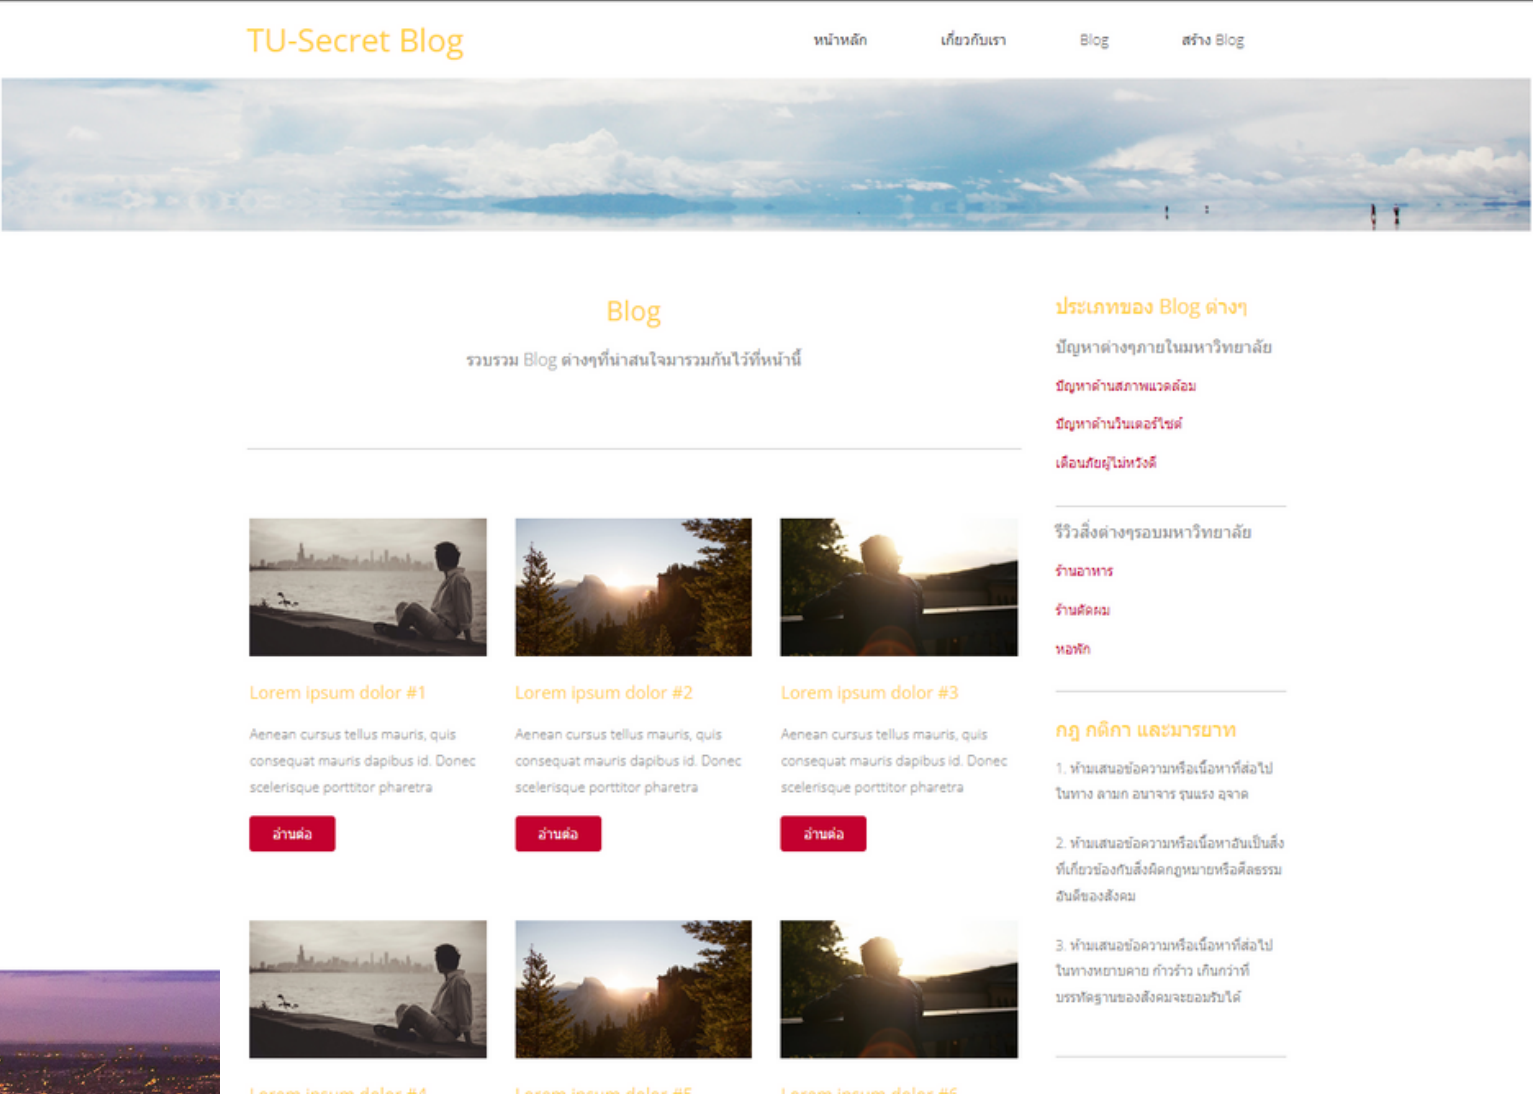 TU-Secret Blog
หน้าหลัก
เกี่ยวกับเรา
Blog
สร้าง Blog
Blog
รวบรวม Blog ต่างๆที่น่าสนใจมารวมกันไว้ที่หน้านี้
Lorem ipsum dolor #1
Aenean cursus tellus mauris, quis
consequat mauris dapibus id. Donec
scelerisque porttitor pharetra
อ่านต่อ
Lorem ipsum dolor #2
Aenean cursus tellus mauris, quis
consequat mauris dapibus id. Donec
scelerisque porttitor pharetra
อ่านต่อ
Lorem ipsum dolor #3
Aenean cursus tellus mauris, quis
consequat mauris dapibus id. Donec
scelerisque porttitor pharetra
อ่านต่อ
Lorem ipsum dolor #4
Lorem ipsum dolor #5
Lorem ipsum dolor #6
ประเภทของ Blog ต่างๆ
ปัญหาต่างๆภายในมหาวิทยาลัย
ปัญหาด้านสภาพแวดล้อม
ปัญหาด้านวินเตอร์ไซต์
เตือนภัยผู้ไม่หวังดี
รีวิวสิ่งต่างๆรอบมหาวิทยาลัย
ร้านอาหาร
ร้านตัดผม
หอพัก
กฎ กติกา และมารยาท
1. ห้ามเสนอข้อความหรือเนื้อหาที่ส่อไป
ในทาง ลามก อนาจาร รุนแรง อุจาด
2. ห้ามเสนอข้อความหรือเนื้อหาอันเป็นสิ่ง
ที่เกี่ยวข้องกับสิ่งผิดกฎหมายหรือศีลธรรม
อันดีของสังคม
3. ห้ามเสนอข้อความหรือเนื้อหาที่ส่อไป
ในทางหยาบคาย ก้าวร้าว เกินกว่าที่
บรรทัดฐานของสังคมจะยอมรับได้